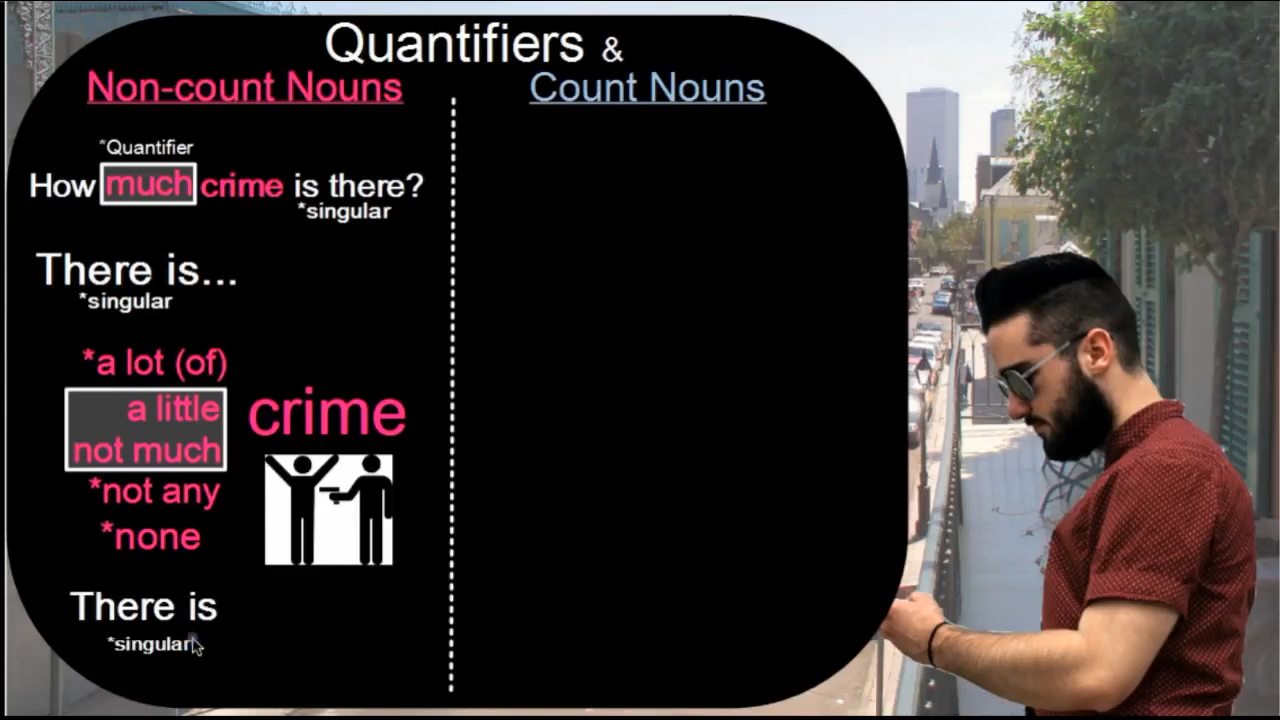 Quantifiers &
Non-count Nouns
Count Nouns
*Quantifier
How much crime is there?
*singular
There is...
*singular
*a lot (of)
a little
not much
*not any
*none
crime
There is
*singular